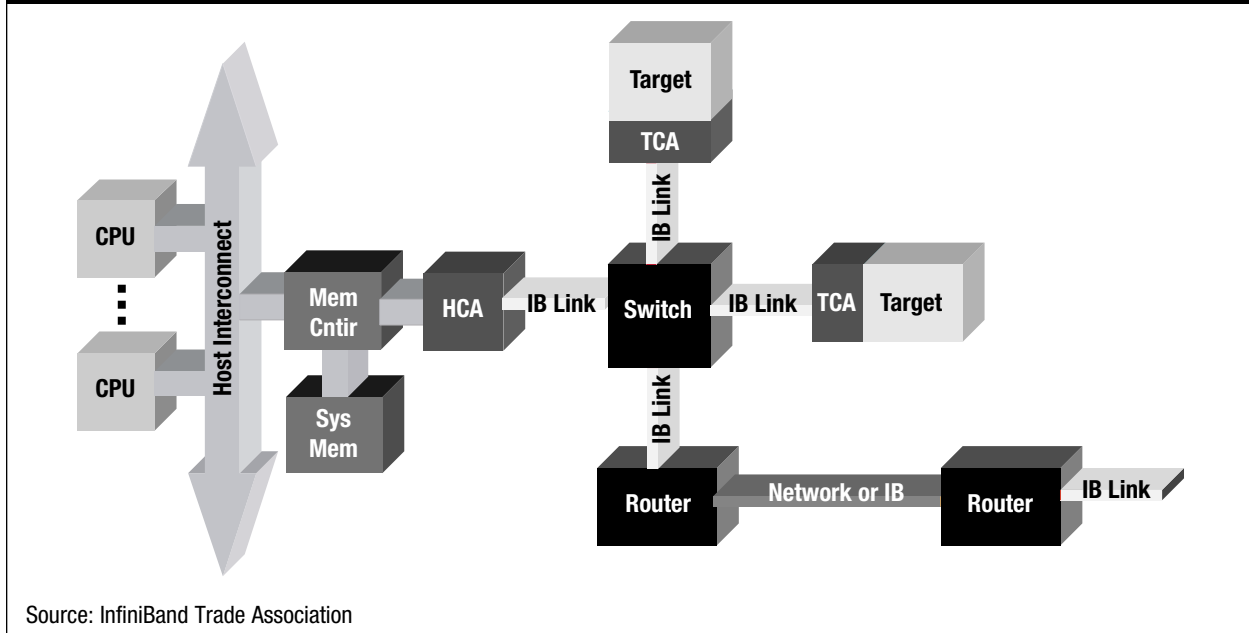 Target
TCA
IB Link
CPU
CPU
Host Interconnect
Mem
Cntir
HCA
IB Link
Switch
IB Link
TCA
Target
Sys
Mem
IB Link
Router
Network or IB
Router
IB Link
Source: InfiniBand Trade Association